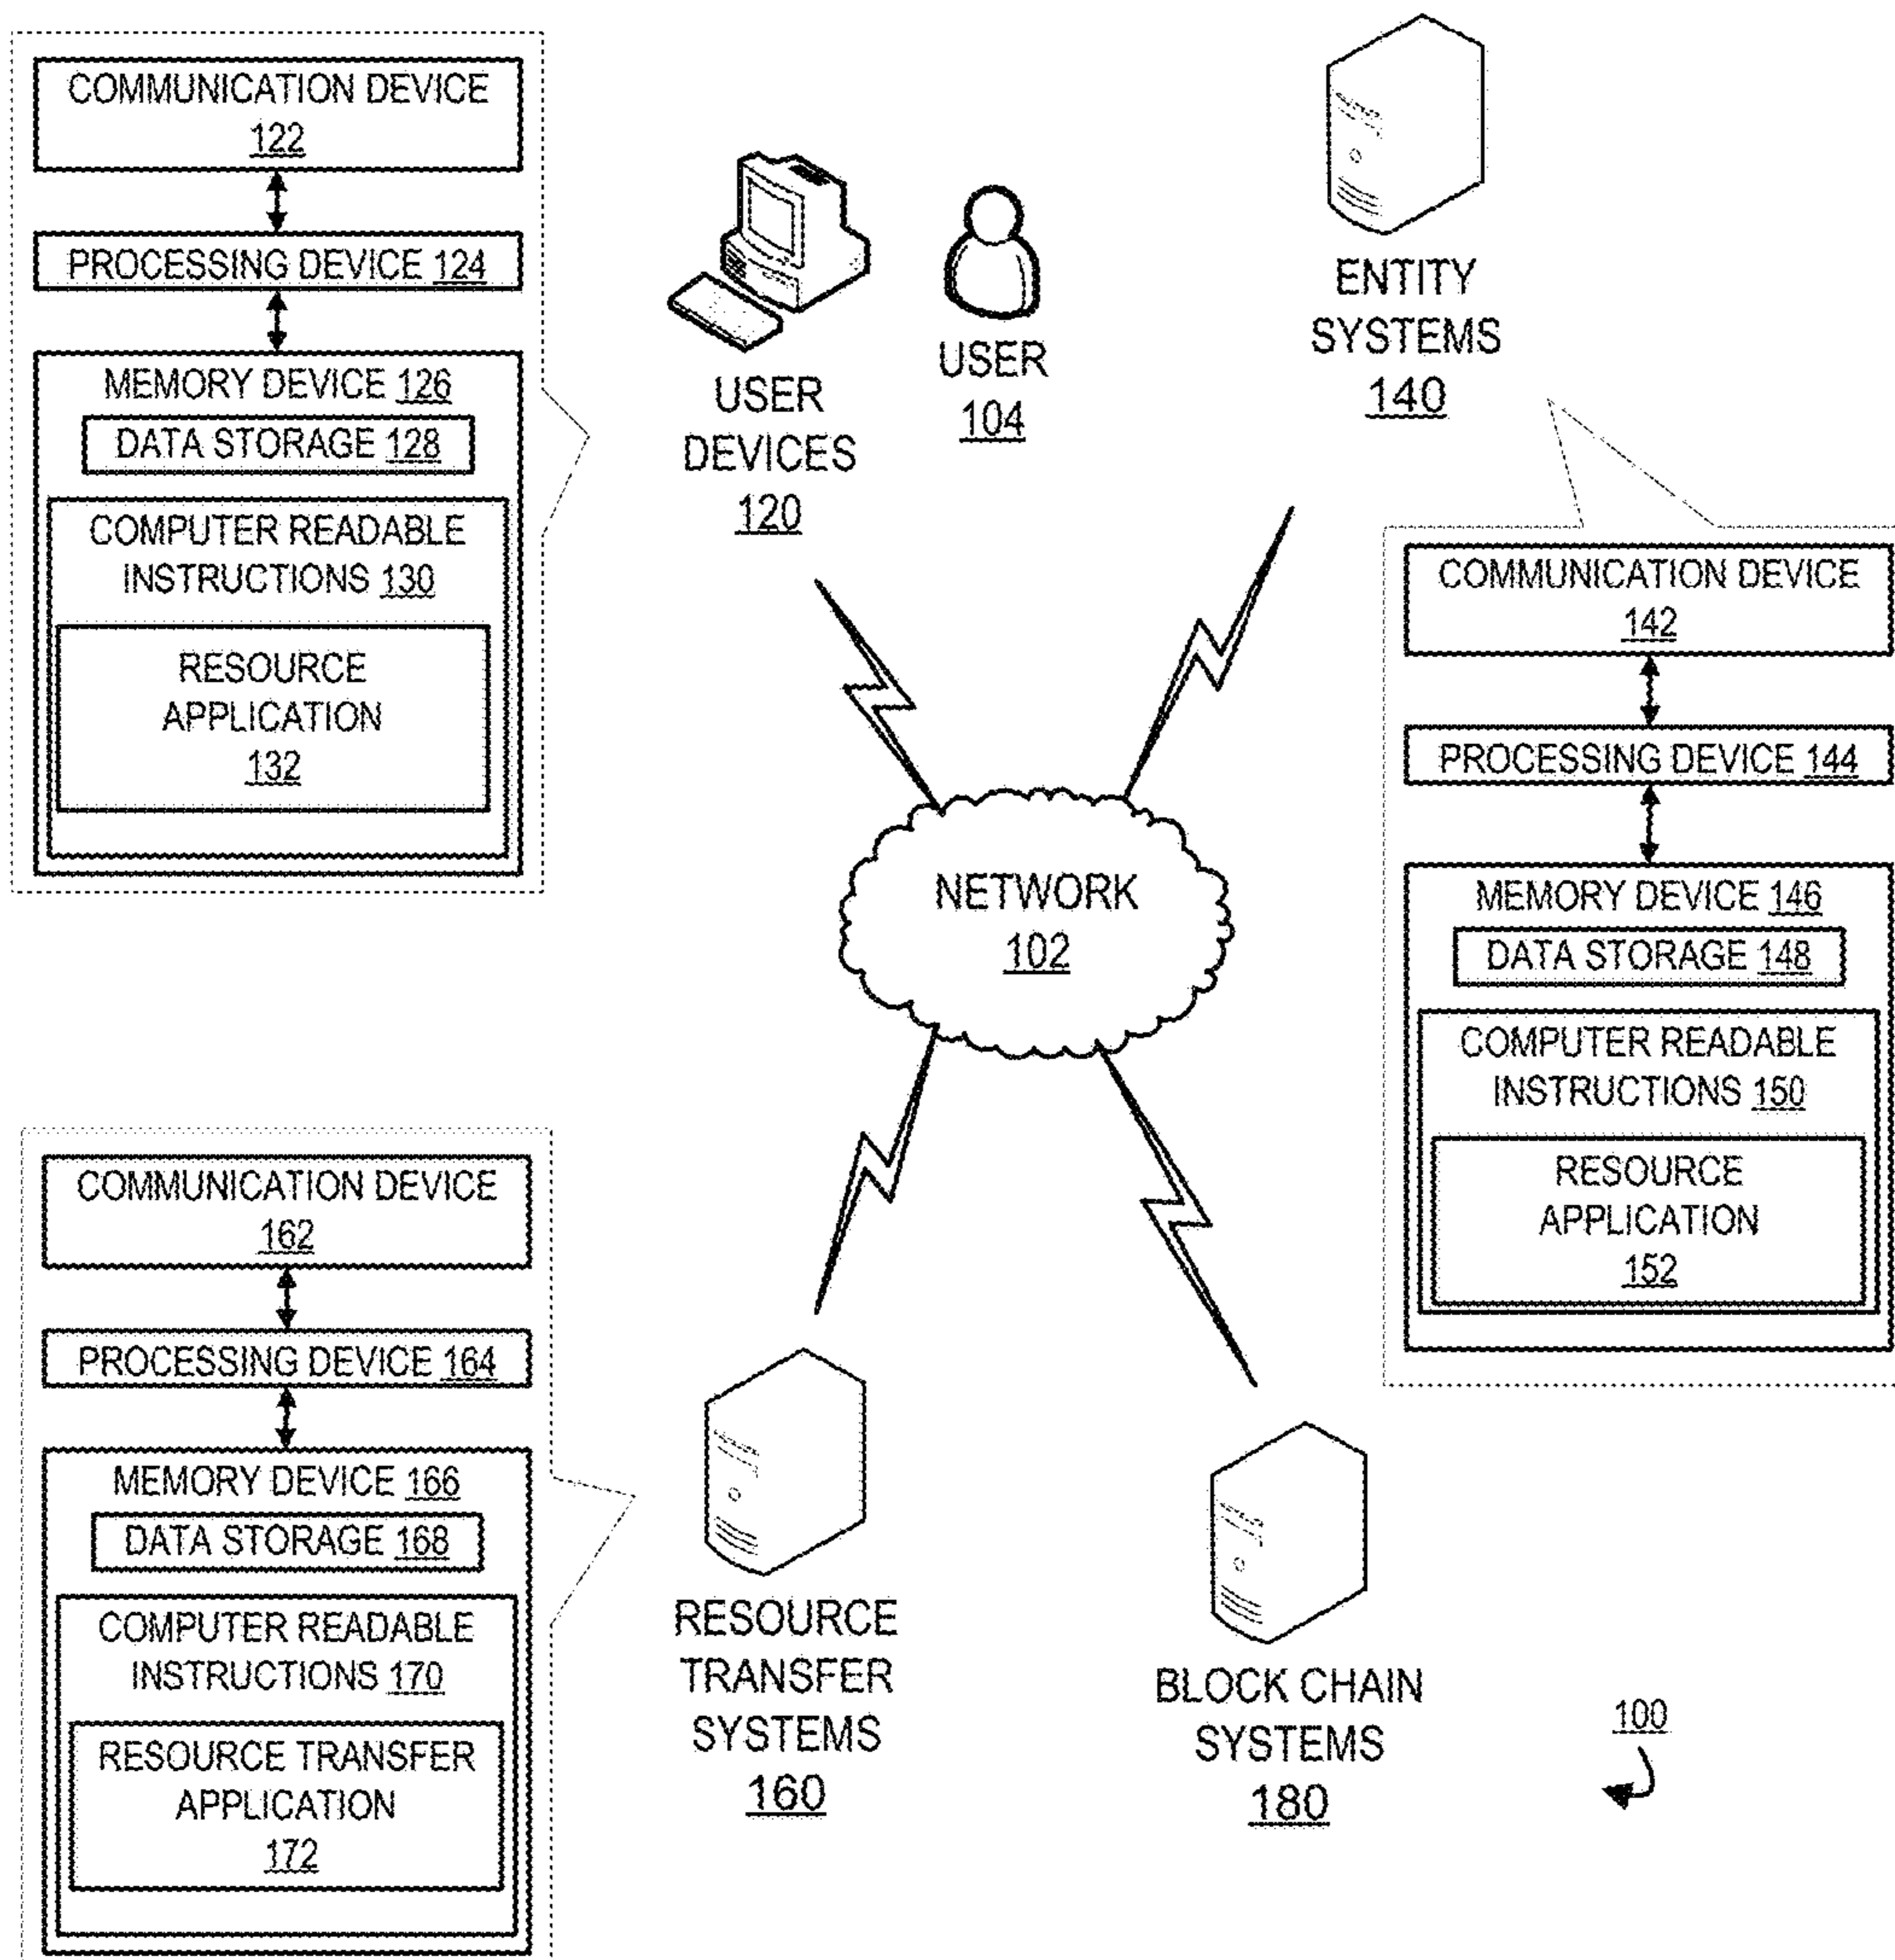 COMMUNICATION DEVICE
122
PROCESSING DEVICE 124
MEMORY DEVICE 126
DATA STORAGE 128
COMPUTER READABLE
INSTRUCTIONS 130
RESOURCE
APPLICATION
132
USER
DEVICES
120
USER
104
ENTITY
SYSTEMS
140
COMMUNICATION DEVICE
142
PROCESSING DEVICE 144
MEMORY DEVICE 146
DATA STORAGE 148
COMPUTER READABLE
INSTRUCTIONS 150
RESOURCE
APPLICATION
152
NETWORK
102
COMMUNICATION DEVICE
162
PROCESSING DEVICE 164
MEMORY DEVICE 166
DATA STORAGE 168
COMPUTER READABLE
INSTRUCTIONS 170
RESOURCE TRANSFER
APPLICATION
172
RESOURCE
TRANSFER
SYSTEMS
160
BLOCK CHAIN
SYSTEMS
180
100